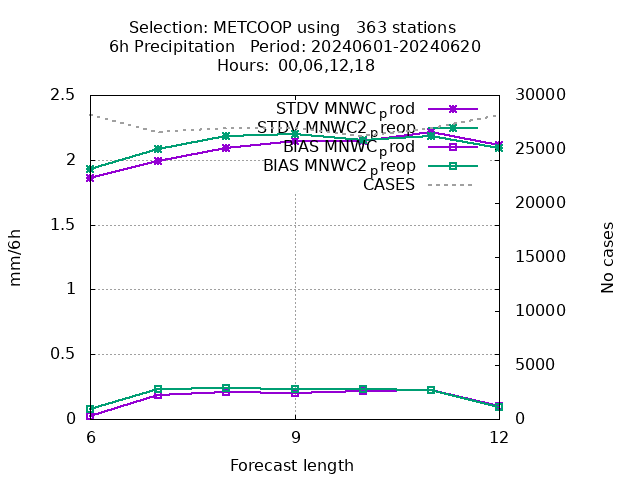 Selection: METCOOP using   363 stations
6h Precipitation   Period: 20240601-20240620
Hours:  00,06,12,18
2.5
2
1.5
1
0.5
0
mm/6h
30000
25000
20000
15000
10000
5000
0
No cases
STDV MNWC_prod
STDV MNWC2_preop
BIAS MNWC_prod
BIAS MNWC2_preop
CASES
6
9
12
Forecast length